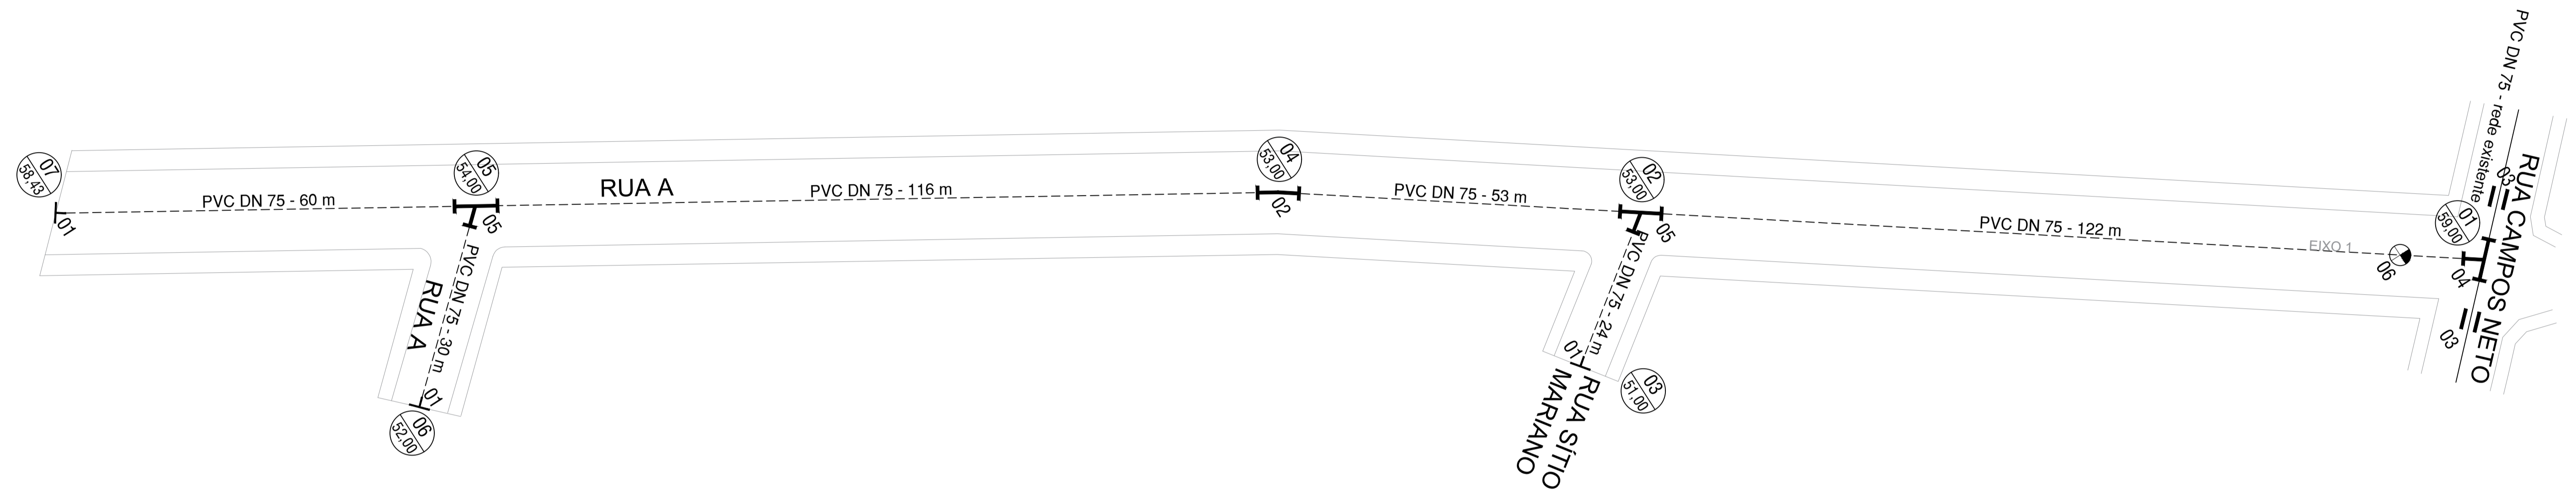 07
58,43
01
PVC DN 75 - 60 m
05
54,00
05
RUA A
PVC DN 75 - 116 m
RUA A
PVC DN 75 - 30 m
01
06
52,00
04
53,00
02
PVC DN 75 - 53 m
02
53,00
05
PVC DN 75 - 24 m
01
RUA SÍTIO
MARIANO
03
51,00
PVC DN 75 - 122 m
EIXO 1
06
01
59,00
04
PVC DN 75 - rede existente
03
RUA CAMPOS NETO
03